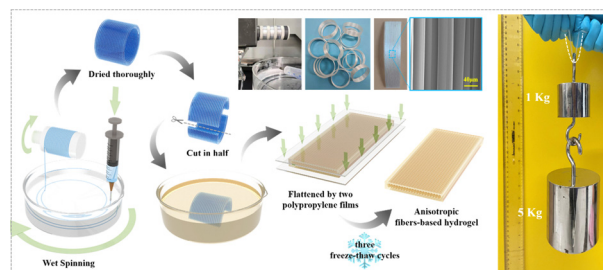 Dried thoroughly
Cut in half
Wet Spinning
Flattened by two
polypropylene films
three
freeze-thaw cycles
Anisotropic
fibers-based hydrogel
40μm
1 Kg
5 Kg